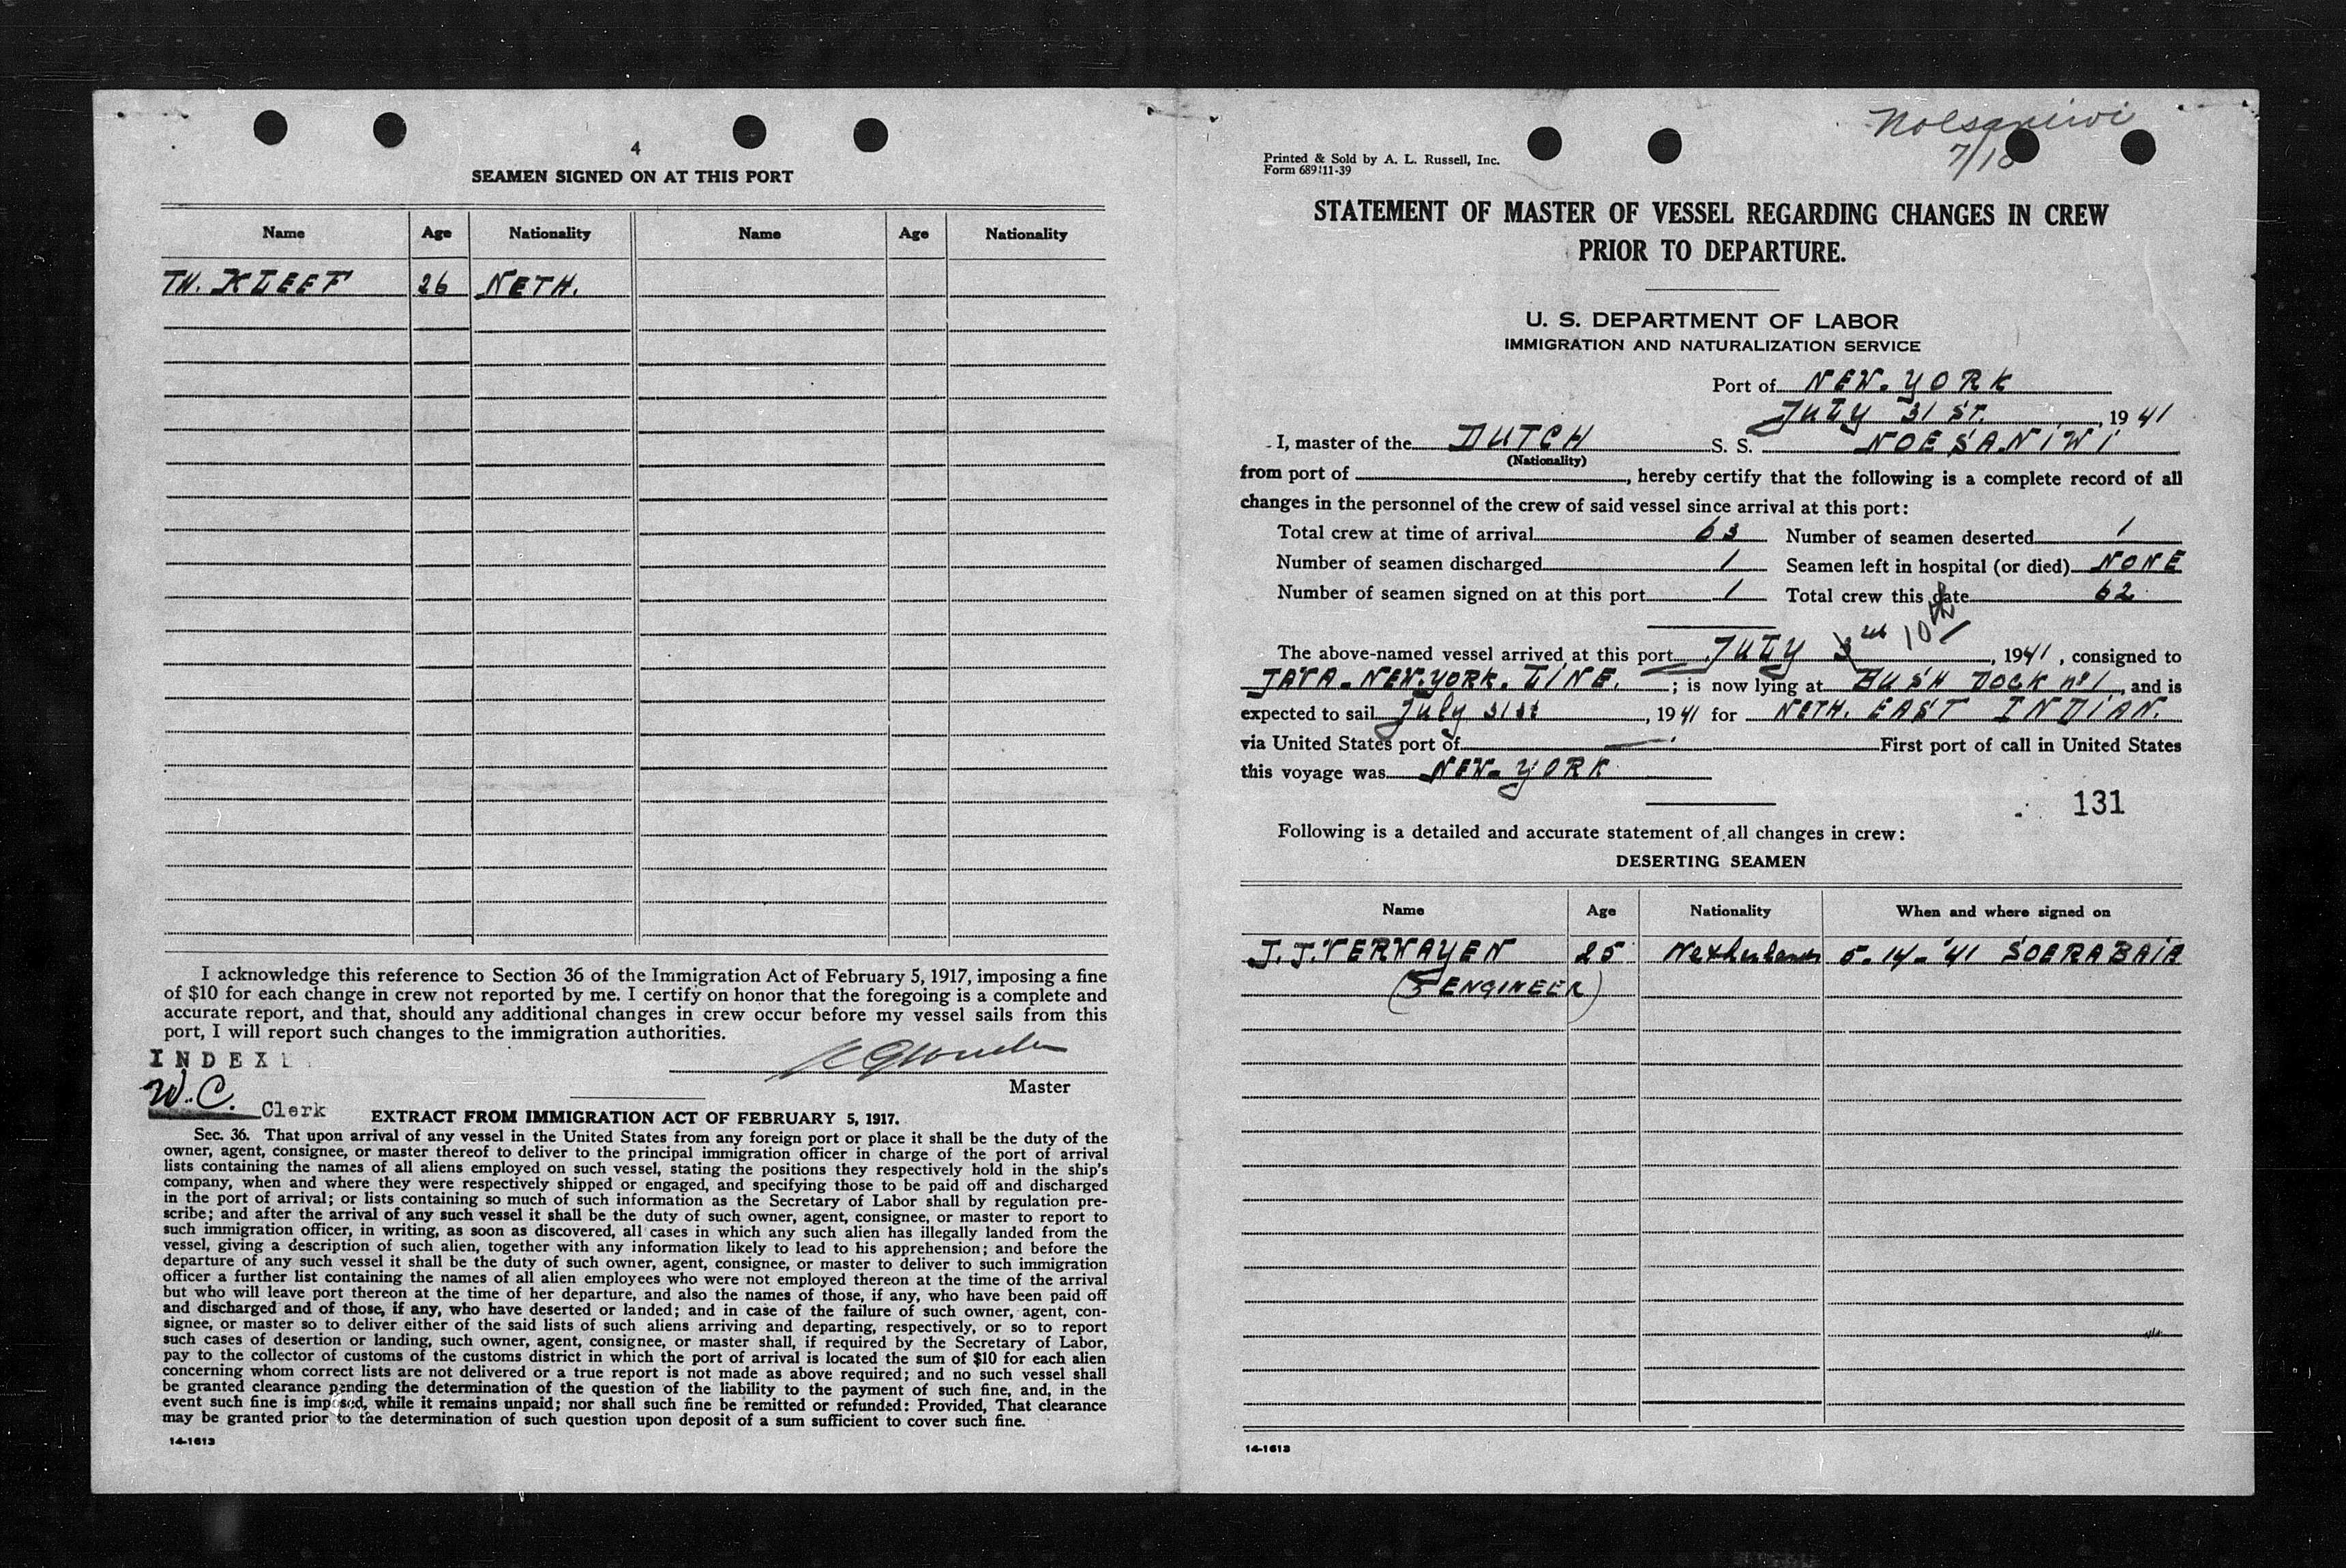 4
SEAMEN SIGNED ON AT THIS PORT
Name Age Nationality Name Age Nationality
TH. KLEEF 26 NETH.
I acknowledge this reference to Section 36 of the Immigration Act of February 5, 1917, imposing a fine
of $10 for each change in crew not reported by me. I certify on honor that the foregoing is a complete and
accurate report, and that, should any additional changes in crew occur before my vessel sails from this
port, I will report such changes to the immigration authorities.
INDEX
Master
W. C. Clerk
EXTRACT FROM IMMIGRATION ACT OF FEBRUARY 5, 1917.
Sec. 36. That upon arrival of any vessel in the United States from any foreign port or place it shall be the duty of the
owner, agent, consignee, or master thereof to deliver to the principal immigration officer in charge of the port of arrival
lists containing the names of all aliens employed on such vessel, stating the positions they respectively hold in the ship's
company, when and where they were respectively shipped or engaged, and specifying those to be paid off and discharged
in the port of arrival; or lists containing so much of such information as the Secretary of Labor shall by regulation pre-
scribe; and after the arrival of any such vessel it shall be the duty of such owner, agent, consignee, or master to report to
such immigration officer, in writing, as soon as discovered, all cases in which any such alien has illegally landed from the
vessel, giving a description of such alien, together with any information likely to lead to his apprehension; and before the
departure of any such vessel it shall be the duty of such owner, agent, consignee, or master to deliver to such immigration
officer a further list containing the names of all alien employees who were not employed thereon at the time of the arrival
but who will leave port thereon at the time of her departure, and also the names of those, if any, who have been paid off
and discharged and of those, if any, who have deserted or landed; and in case of the failure of such owner, agent, con-
signee, or master so to deliver either of the said lists of such aliens arriving and departing, respectively, or so to report
such cases of desertion or landing, such owner, agent, consignee, or master shall, if required by the Secretary of Labor,
pay to the collector of customs of the customs district in which the port of arrival is located the sum of $10 for each alien
concerning whom correct lists are not delivered or a true report is not made as above required; and no such vessel shall
be granted clearance pending the determination of the question of the liability to the payment of such fine, and, in the
event such fine is imposed, while it remains unpaid; nor shall such fine be remitted or refunded: Provided, That clearance
may be granted prior to the determination of such question upon deposit of a sum sufficient to cover such fine.
14-1613
7/10
Printed & Sold by A. L. Russell, Inc.
Form 689 11-39
STATEMENT OF MASTER OF VESSEL REGARDING CHANGES IN CREW
PRIOR TO DEPARTURE.
U. S. DEPARTMENT OF LABOR
IMMIGRATION AND NATURALIZATION SERVICE
Port of NEW-YORK
JULY 31 ST. , 19 41
I, master of the DUTCH S. S. NOESANIWI
(Nationality)
from port of , hereby certify that the following is a complete record of all
changes in the personnel of the crew of said vessel since arrival at this port:
Total crew at time of arrival 63 Number of seamen deserted 1
Number of seamen discharged 1 Seamen left in hospital (or died) NONE
Number of seamen signed on at this port 1 Total crew this date 62
The above-named vessel arrived at this port JULY 10th , 1941 , consigned to
JAVA-NEW-YORK-LINE. ; is now lying at BUSH DOCK No 1, and is
expected to sail July 31st , 19 41 for NETH. EAST INDIAN.
via United States port of First port of call in United States
this voyage was NEW-YORK
131
Following is a detailed and accurate statement of all changes in crew:
DESERTING SEAMEN
Name Age Nationality When and where signed on
J. J. VERWAYEN 25 Netherlands 5-14-'41 SOERABAIA
(5 ENGINEER)
14-1613